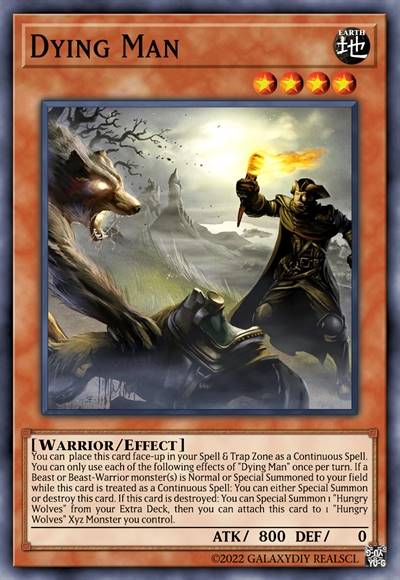 DYING MAN
EARTH
地
[WARRIOR/EFFECT]
You can place this card face-up in your Spell & Trap Zone as a Continuous Spell.
You can only use each of the following effects of "Dying Man" once per turn. If a
Beast or Beast-Warrior monster(s) is Normal or Special Summoned to your field
while this card is treated as a Continuous Spell: You can either Special Summon
or destroy this card. If this card is destroyed: You can Special Summon 1 "Hungry
Wolves" from your Extra Deck, then you can attach this card to 1 "Hungry
Wolves" Xyz Monster you control.
ATK/ 800 DEF/ 0
©2022 GALAXYDIY REALSCL